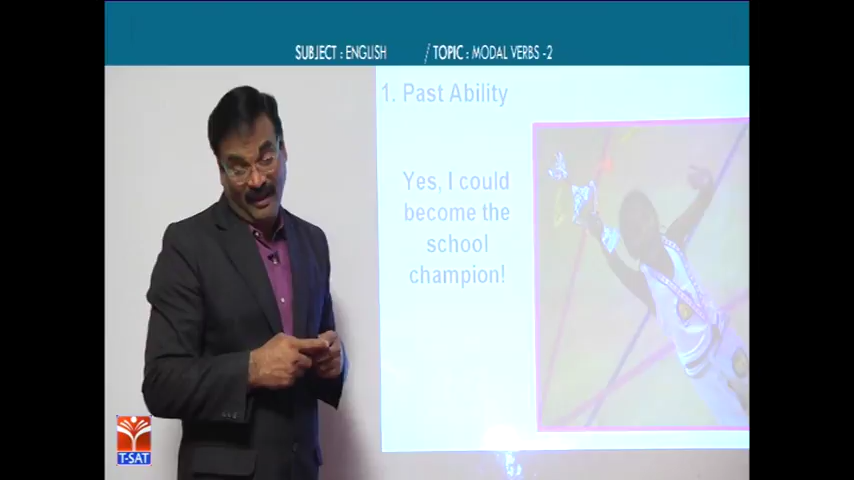 SUBJECT : ENGLISH / TOPIC : MODAL VERBS -2
1. Past Ability
Yes, I could
become the
school
champion!
T-SAT